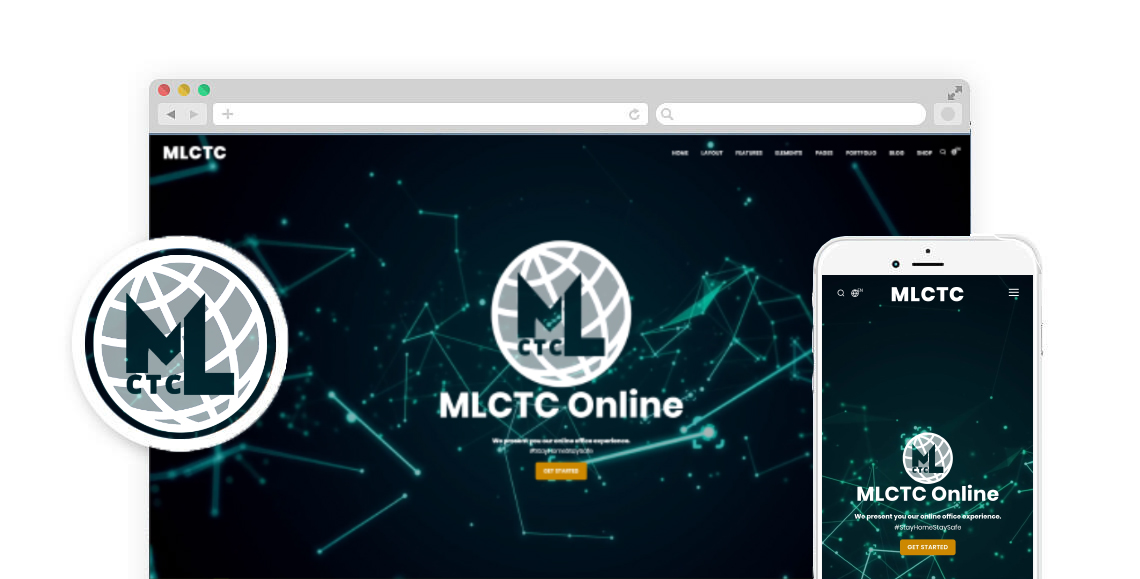 MLCTC
HOME LAYOUT FEATURES ELEMENTS PAGES PORTFOLIO BLOG SHOP EN
ML
CTC
ML
CTC
MLCTC Online
We present you our online office experience.
#StayHomeStaySafe
GET STARTED
EN MLCTC
ML
CTC
MLCTC Online
We present you our online office experience.
#StayHomeStaySafe
GET STARTED